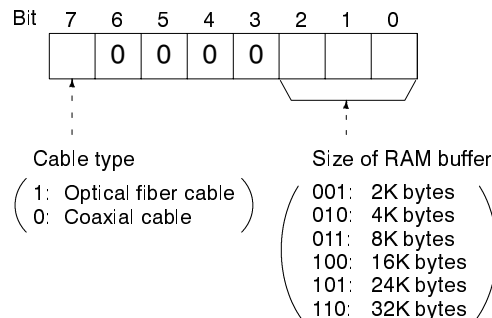 Bit 7 6 5 4 3 2 1 0
0 0 0 0
Cable type
1: Optical fiber cable
0: Coaxial cable
Size of RAM buffer
001: 2K bytes
010: 4K bytes
011: 8K bytes
100: 16K bytes
101: 24K bytes
110: 32K bytes